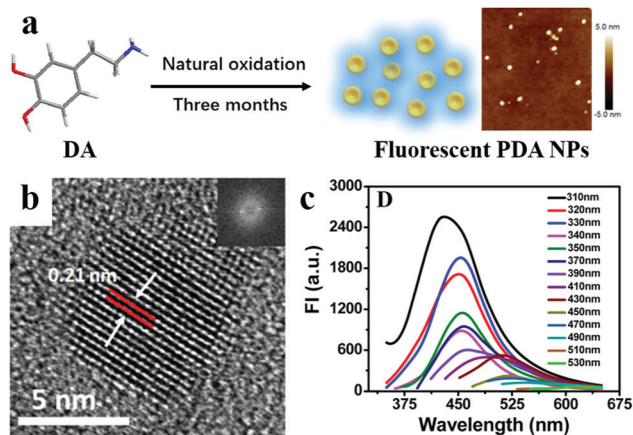 a
Natural oxidation
Three months
DA
Fluorescent PDA NPs
5.0 nm
-5.0 nm
b
0.21 nm
5 nm
c
D
FI (a.u.)
3000
2400
1800
1200
600
0
375
450
525
600
675
Wavelength (nm)
310nm
320nm
330nm
340nm
350nm
370nm
390nm
410nm
430nm
450nm
470nm
490nm
510nm
530nm